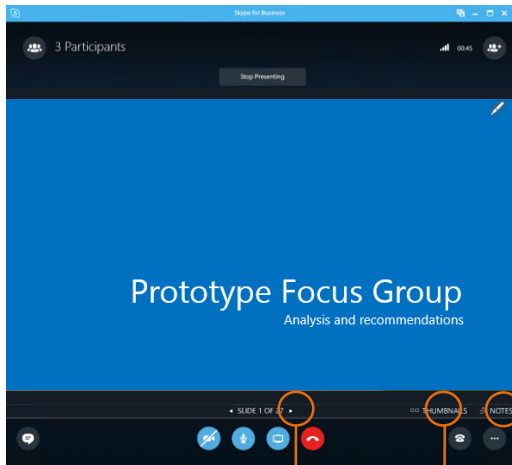 Skype for Business
3 Participants
00:45
Stop Presenting
Prototype Focus Group
Analysis and recommendations
SLIDE 1 OF 27
THUMBNAILS
NOTES